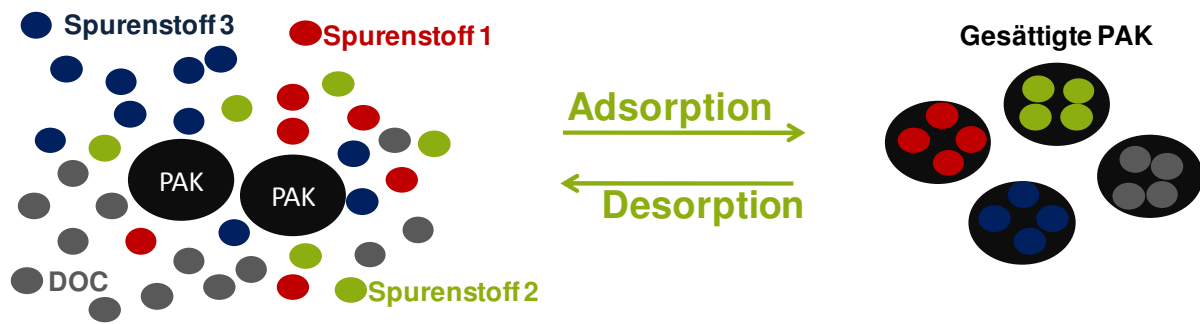 Spurenstoff 3
Spurenstoff 1
Gesättigte PAK
Adsorption
PAK
PAK
Desorption
DOC
Spurenstoff 2